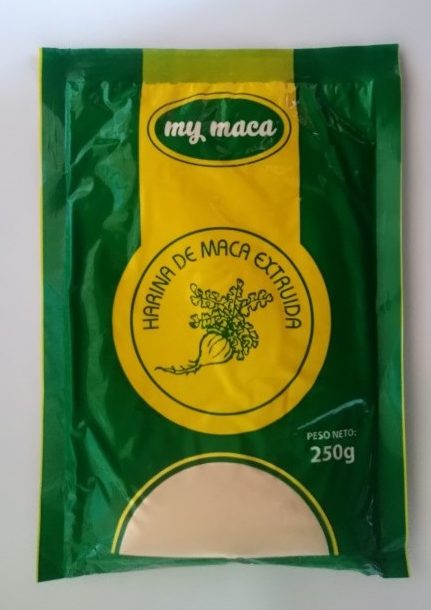 my maca
HARINA DE MACA EXTRUIDA
PESO NETO:
250g